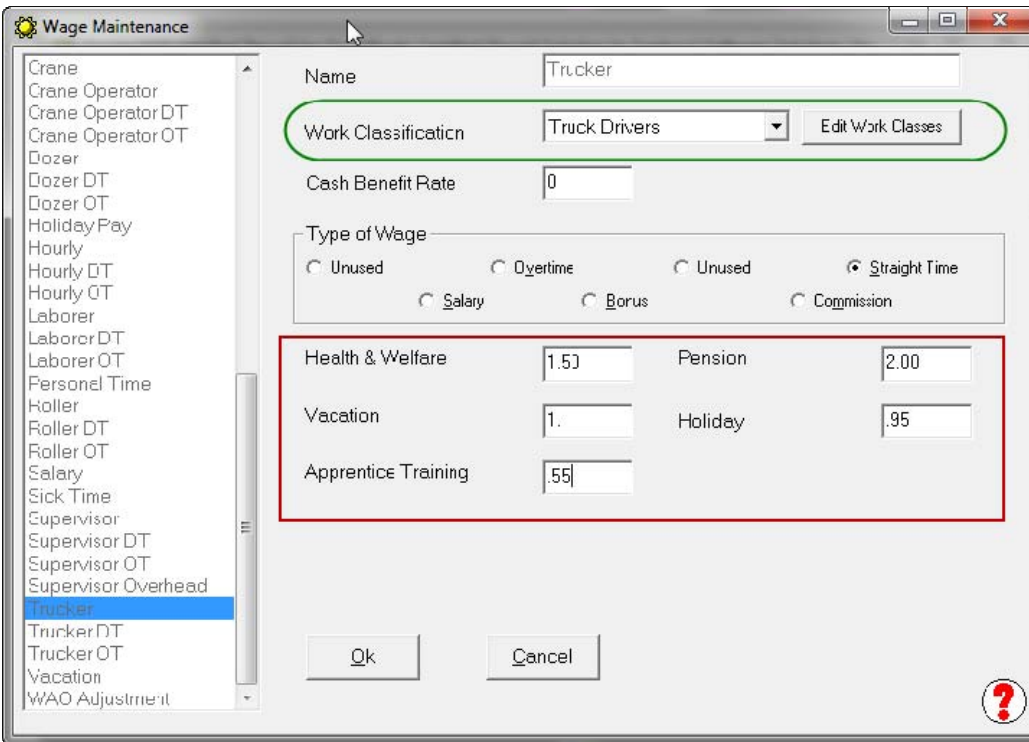 Wage Maintenance
Crane
Crane Operator
Crane Operator DT
Crane Operator OT
Dozer
Dozer DT
Dozer OT
Holiday Pay
Hourly
Hourly DT
Hourly OT
Laborer
Laborer DT
Laborer OT
Personal Time
Roller
Roller DT
Roller OT
Salary
Sick Time
Supervisor
Supervisor DT
Supervisor OT
Supervisor Overhead
Trucker
Trucker DT
Trucker OT
Vacation
WAO Adjustment
Name Trucker
Work Classification Truck Drivers Edit Work Classes
Cash Benefit Rate 0
Type of Wage
Unused Overtime Unused Straight Time
Salary Bonus Commission
Health & Welfare 1.50 Pension 2.00
Vacation 1. Holiday .95
Apprentice Training .55
Ok Cancel
?